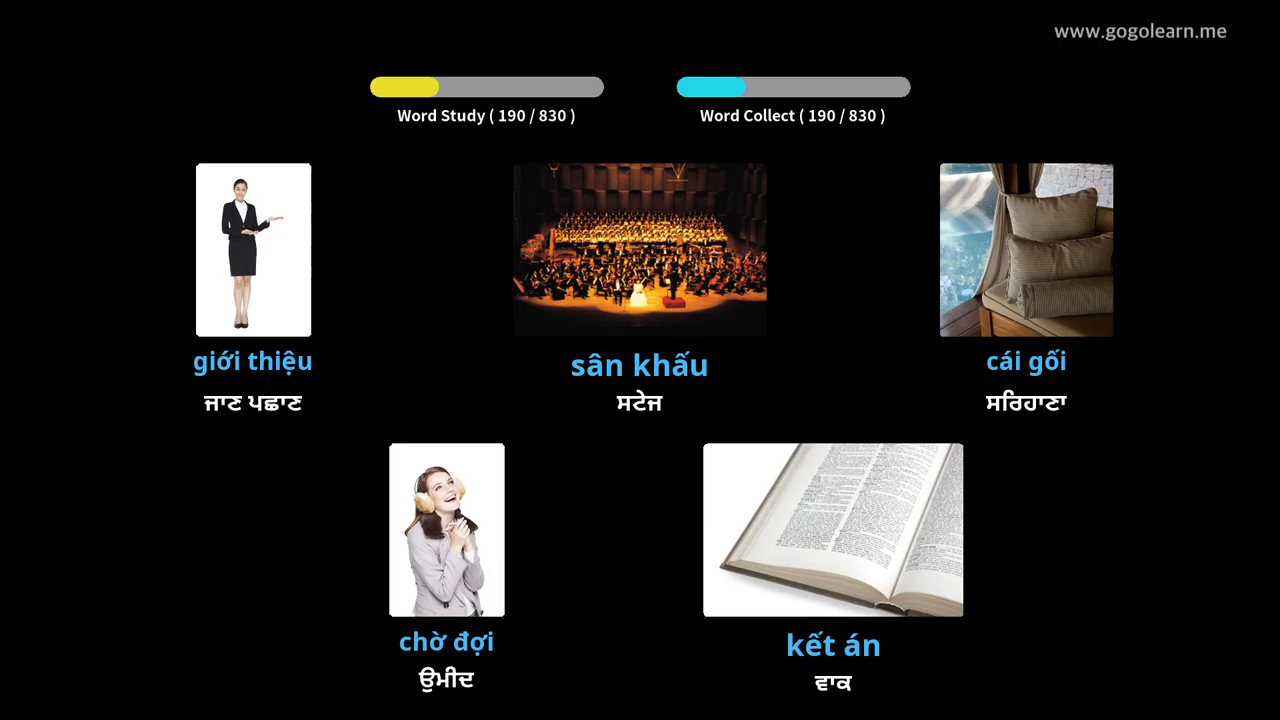 www.gogolearn.me
Word Study ( 190 / 830 )
Word Collect ( 190 / 830 )
giới thiệu
ਜਾਣ ਪਛਾਣ
sân khấu
ਸਟੇਜ
cái gối
ਸਰਿਹਾਣਾ
chờ đợi
ਉਮੀਦ
kết án
ਵਾਕ